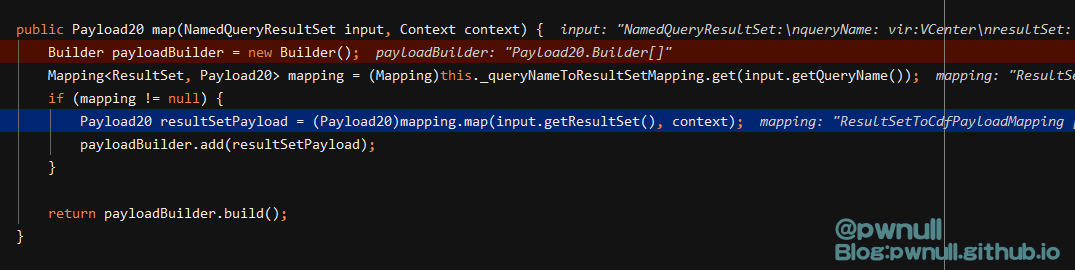 public Payload20 map(NamedQueryResultSet input, Context context) {  input: "NamedQueryResultSet:\nqueryName: vir:VCenter\nresultSet:
Builder payloadBuilder = new Builder();  payloadBuilder: "Payload20.Builder[]"
Mapping<ResultSet, Payload20> mapping = (Mapping)this._queryNameToResultSetMapping.get(input.getQueryName());  mapping: "ResultSe
if (mapping != null) {
Payload20 resultSetPayload = (Payload20)mapping.map(input.getResultSet(), context);  mapping: "ResultSetToCdfPayloadMapping [
payloadBuilder.add(resultSetPayload);
}
return payloadBuilder.build();
}
@pwnull
Blog:pwnull.github.io